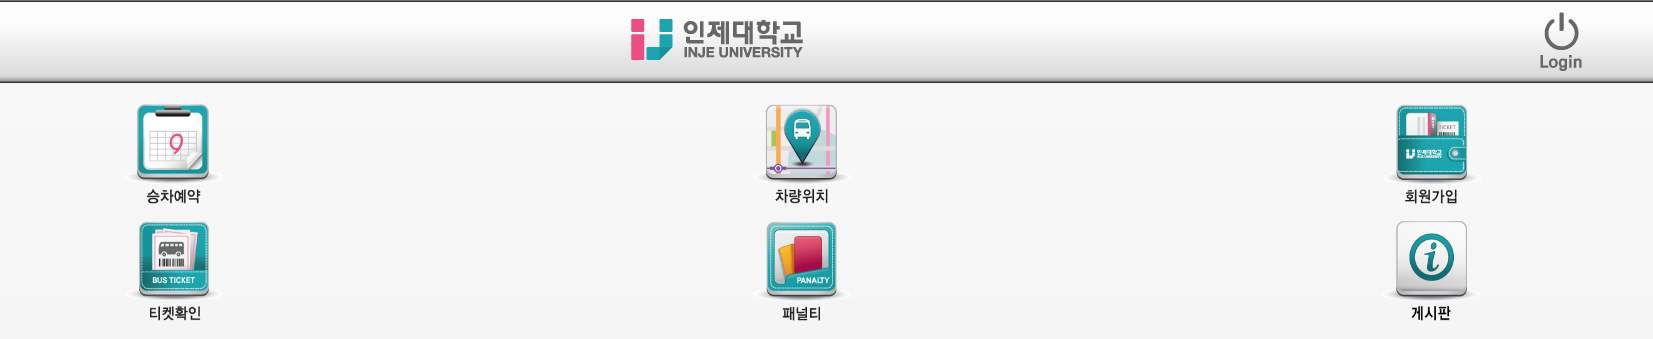 인제대학교
INJE UNIVERSITY
Login
9
TICKET
인제대학교
INJE UNIVERSITY
승차예약
차량위치
회원가입
BUS TICKET
PANALTY
i
티켓확인
패널티
게시판